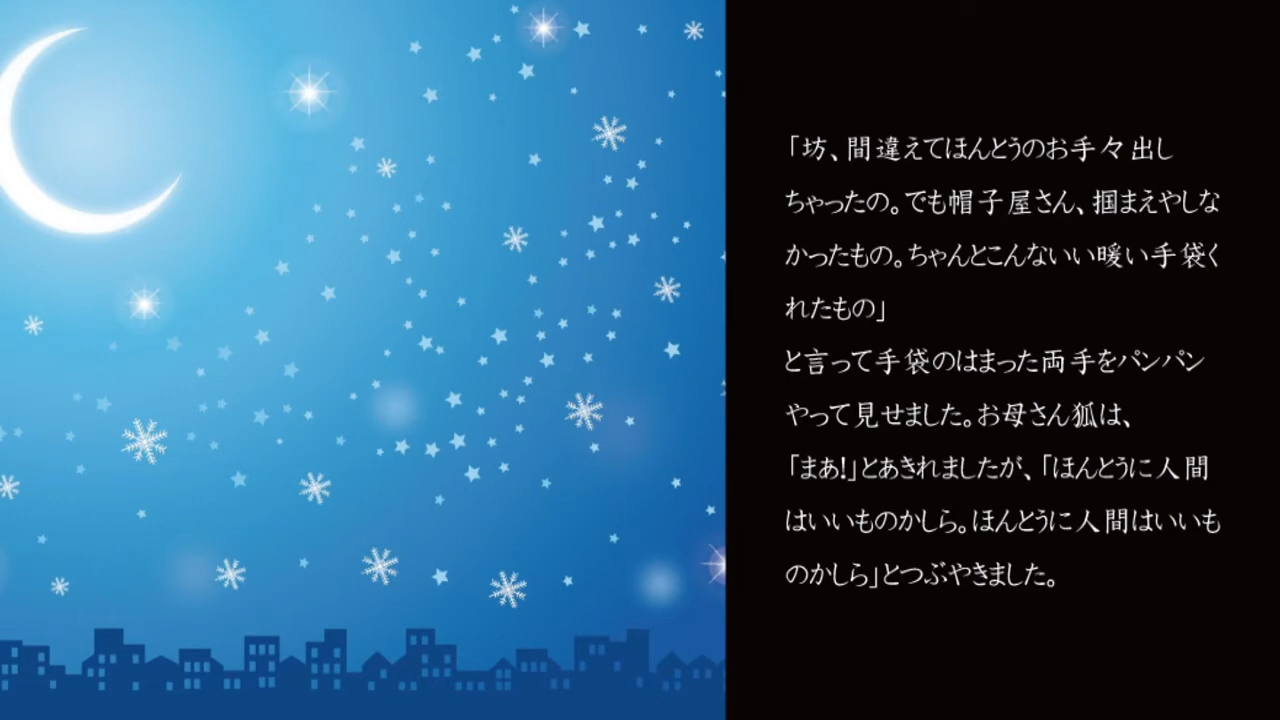 「坊、間違えてほんとうのお手々出し
ちゃったの。でも帽子屋さん、掴まえやしな
かったもの。ちゃんとこんないい暖い手袋く
れたもの」
と言って手袋のはまった両手をパンパン
やって見せました。お母さん狐は、
「まあ!」とあきれましたが、「ほんとうに人間
はいいものかしら。ほんとうに人間はいいも
のかしら」とつぶやきました。